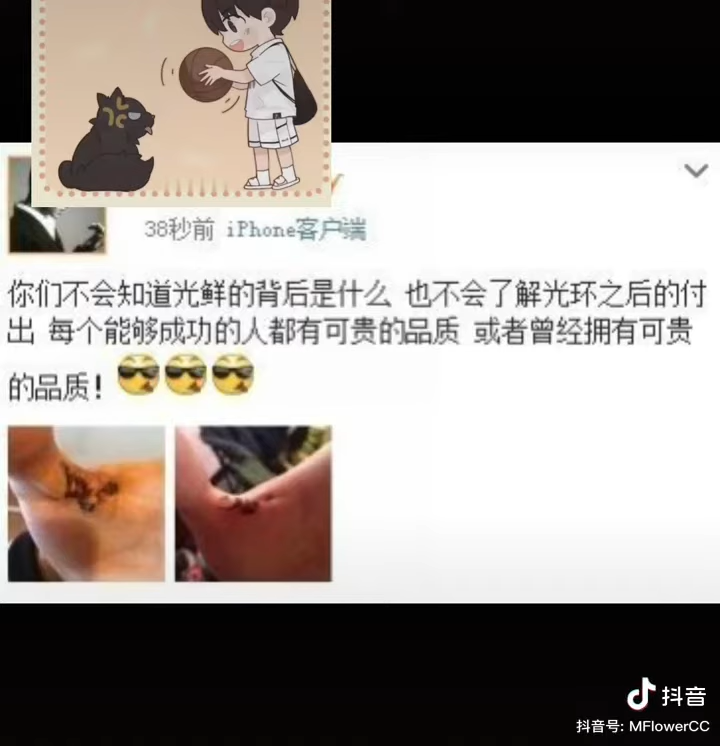 38秒前 iPhone客户端
你们不会知道光鲜的背后是什么 也不会了解光环之后的付
出 每个能够成功的人都有可贵的品质 或者曾经拥有可贵
的品质!
抖音
抖音号: MFlowerCC